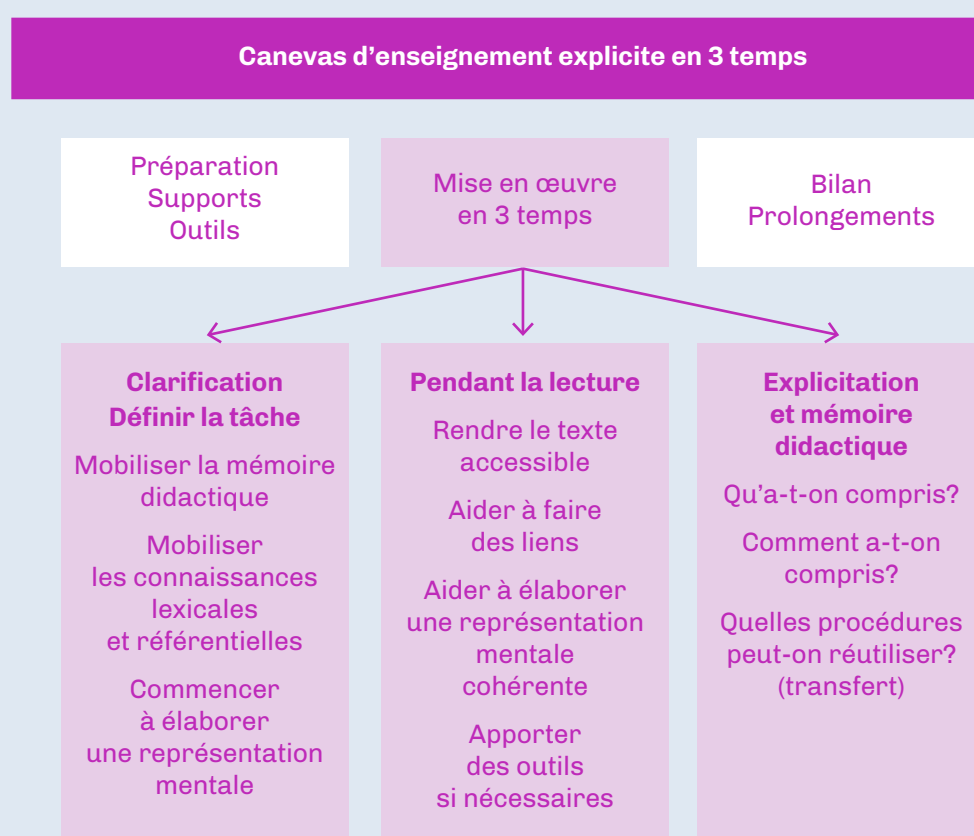 Canevas d’enseignement explicite en 3 temps
Préparation
Supports
Outils
Mise en œuvre
en 3 temps
Bilan
Prolongements
Clarification
Définir la tâche
Mobiliser la mémoire
didactique
Mobiliser
les connaissances
lexicales
et référentielles
Commencer
à élaborer
une représentation
mentale
Pendant la lecture
Rendre le texte
accessible
Aider à faire
des liens
Aider à élaborer
une représentation
mentale
cohérente
Apporter
des outils
si nécessaires
Explicitation
et mémoire
didactique
Qu’a-t-on compris?
Comment a-t-on
compris?
Quelles procédures
peut-on réutiliser?
(transfert)